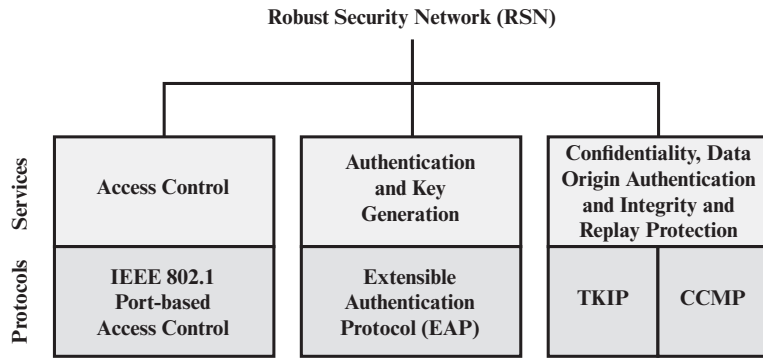 Robust Security Network (RSN)
Services
Access Control
Authentication
and Key
Generation
Confidentiality, Data
Origin Authentication
and Integrity and
Replay Protection
Protocols
IEEE 802.1
Port-based
Access Control
Extensible
Authentication
Protocol (EAP)
TKIP
CCMP